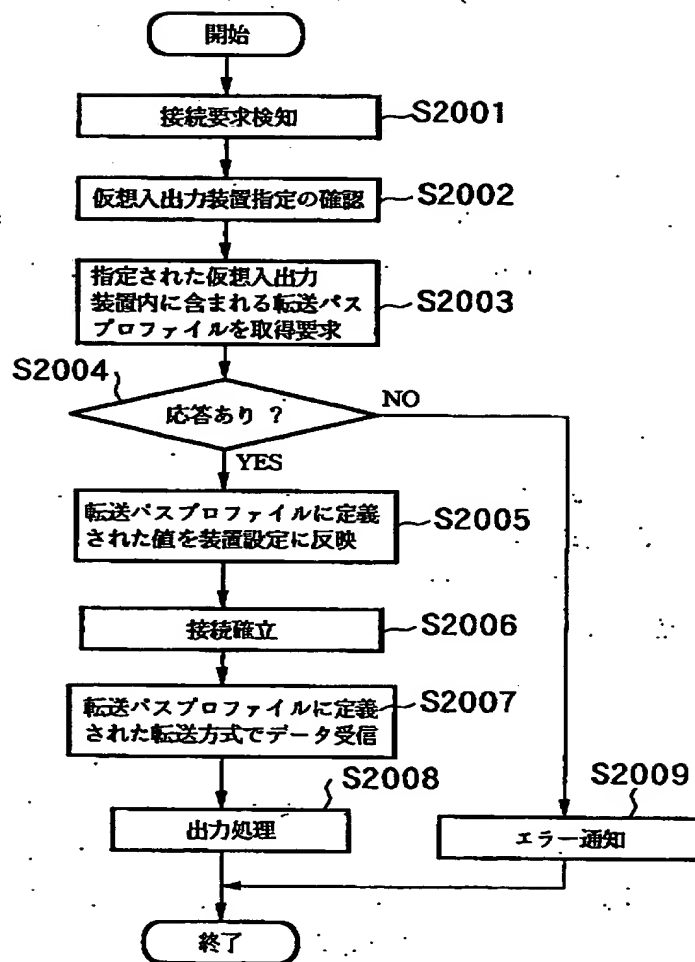 開始
接続要求検知
S2001
仮想入出力装置指定の確認
S2002
指定された仮想入出力
装置内に含まれる転送パス
プロファイルを取得要求
S2003
S2004
応答あり ?
NO
YES
転送パスプロファイルに定義
された値を装置設定に反映
S2005
接続確立
S2006
転送パスプロファイルに定義
された転送方式でデータ受信
S2007
S2008
出力処理
S2009
エラー通知
終了